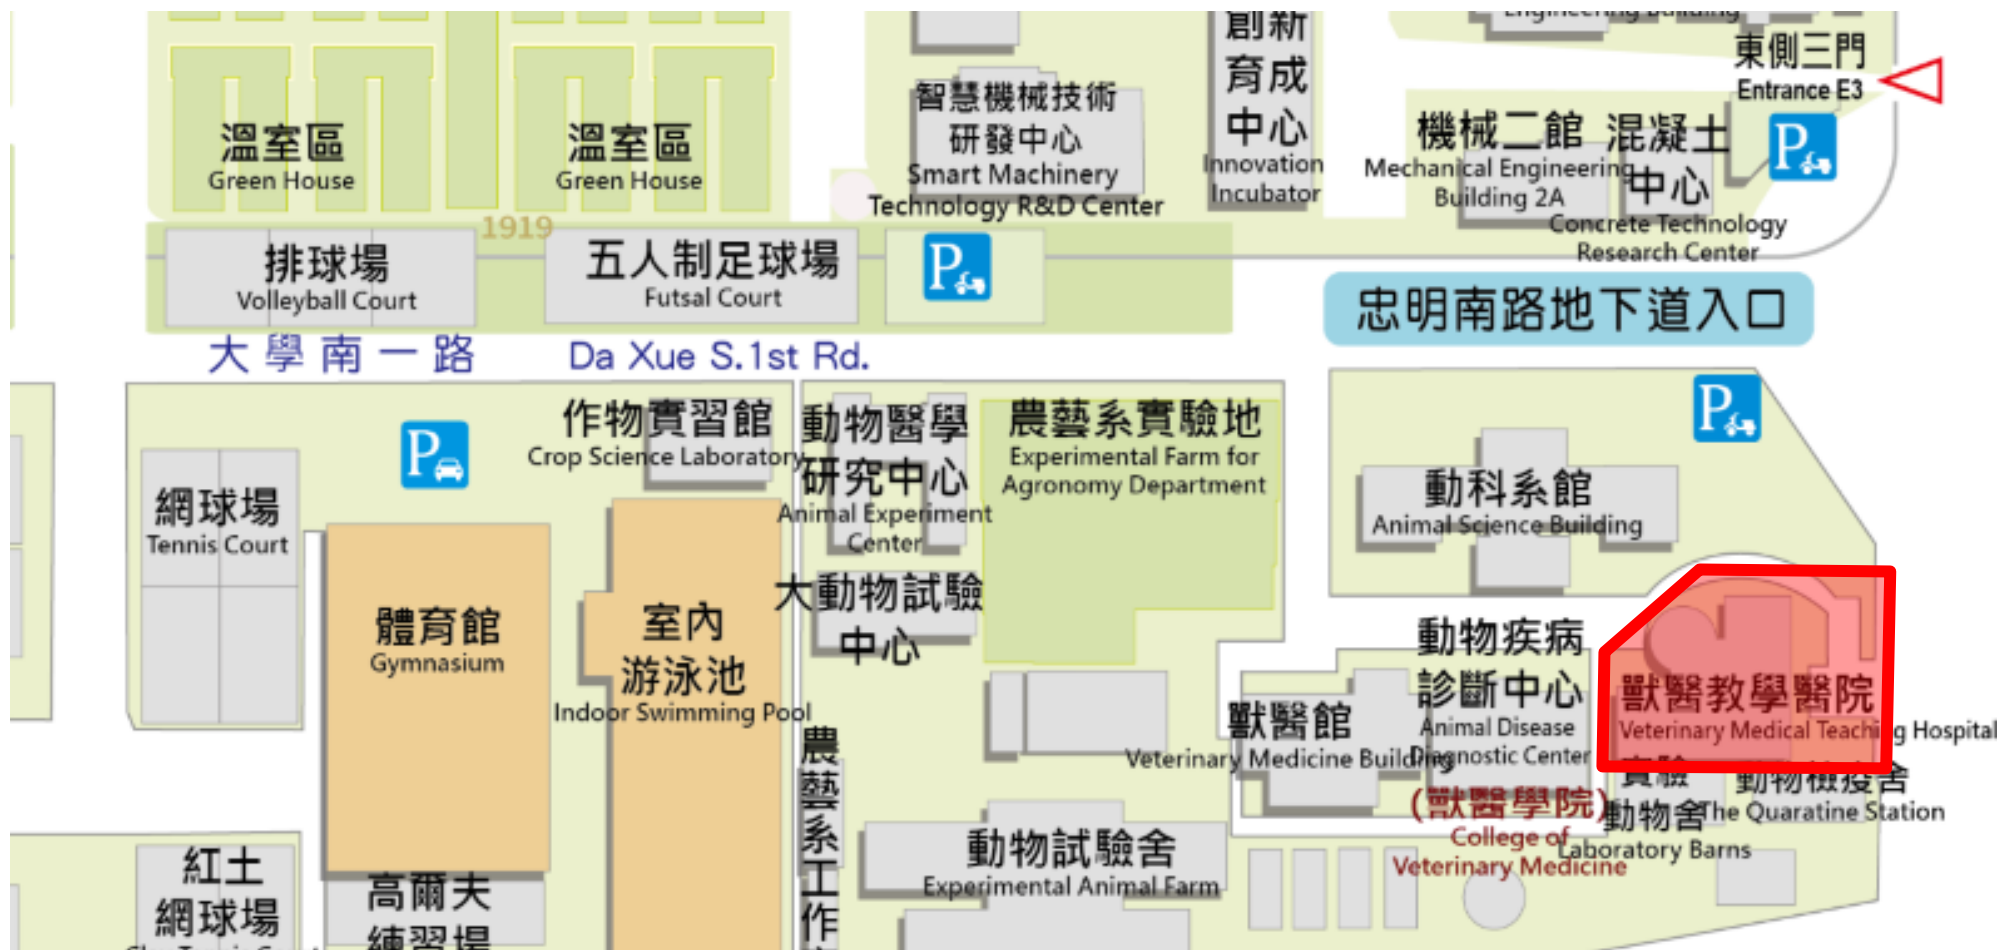 Engineering Building
創新
育成
中心
Innovation
Incubator
東側三門
Entrance E3
智慧機械技術
研發中心
Smart Machinery
Technology R&D Center
溫室區
Green House
溫室區
Green House
機械二館
Mechanical Engineering
Building 2A
混凝土
中心
Concrete Technology
Research Center
P
1919
排球場
Volleyball Court
五人制足球場
Futsal Court
P
忠明南路地下道入口
大學南一路 Da Xue S.1st Rd.
P
作物實習館
Crop Science Laboratory
動物醫學
研究中心
Animal Experiment
Center
農藝系實驗地
Experimental Farm for
Agronomy Department
P
網球場
Tennis Court
動科系館
Animal Science Building
大動物試驗
中心
體育館
Gymnasium
室內
游泳池
Indoor Swimming Pool
動物疾病
診斷中心
Animal Disease
Diagnostic Center
獸醫教學醫院
Veterinary Medical Teaching Hospital
獸醫館
Veterinary Medicine Building
農藝系工作
實驗
動物舍
Laboratory Barns
動物檢疫舍
The Quaratine Station
(獸醫學院)
College of
Veterinary Medicine
動物試驗舍
Experimental Animal Farm
紅土
網球場
高爾夫
練習場